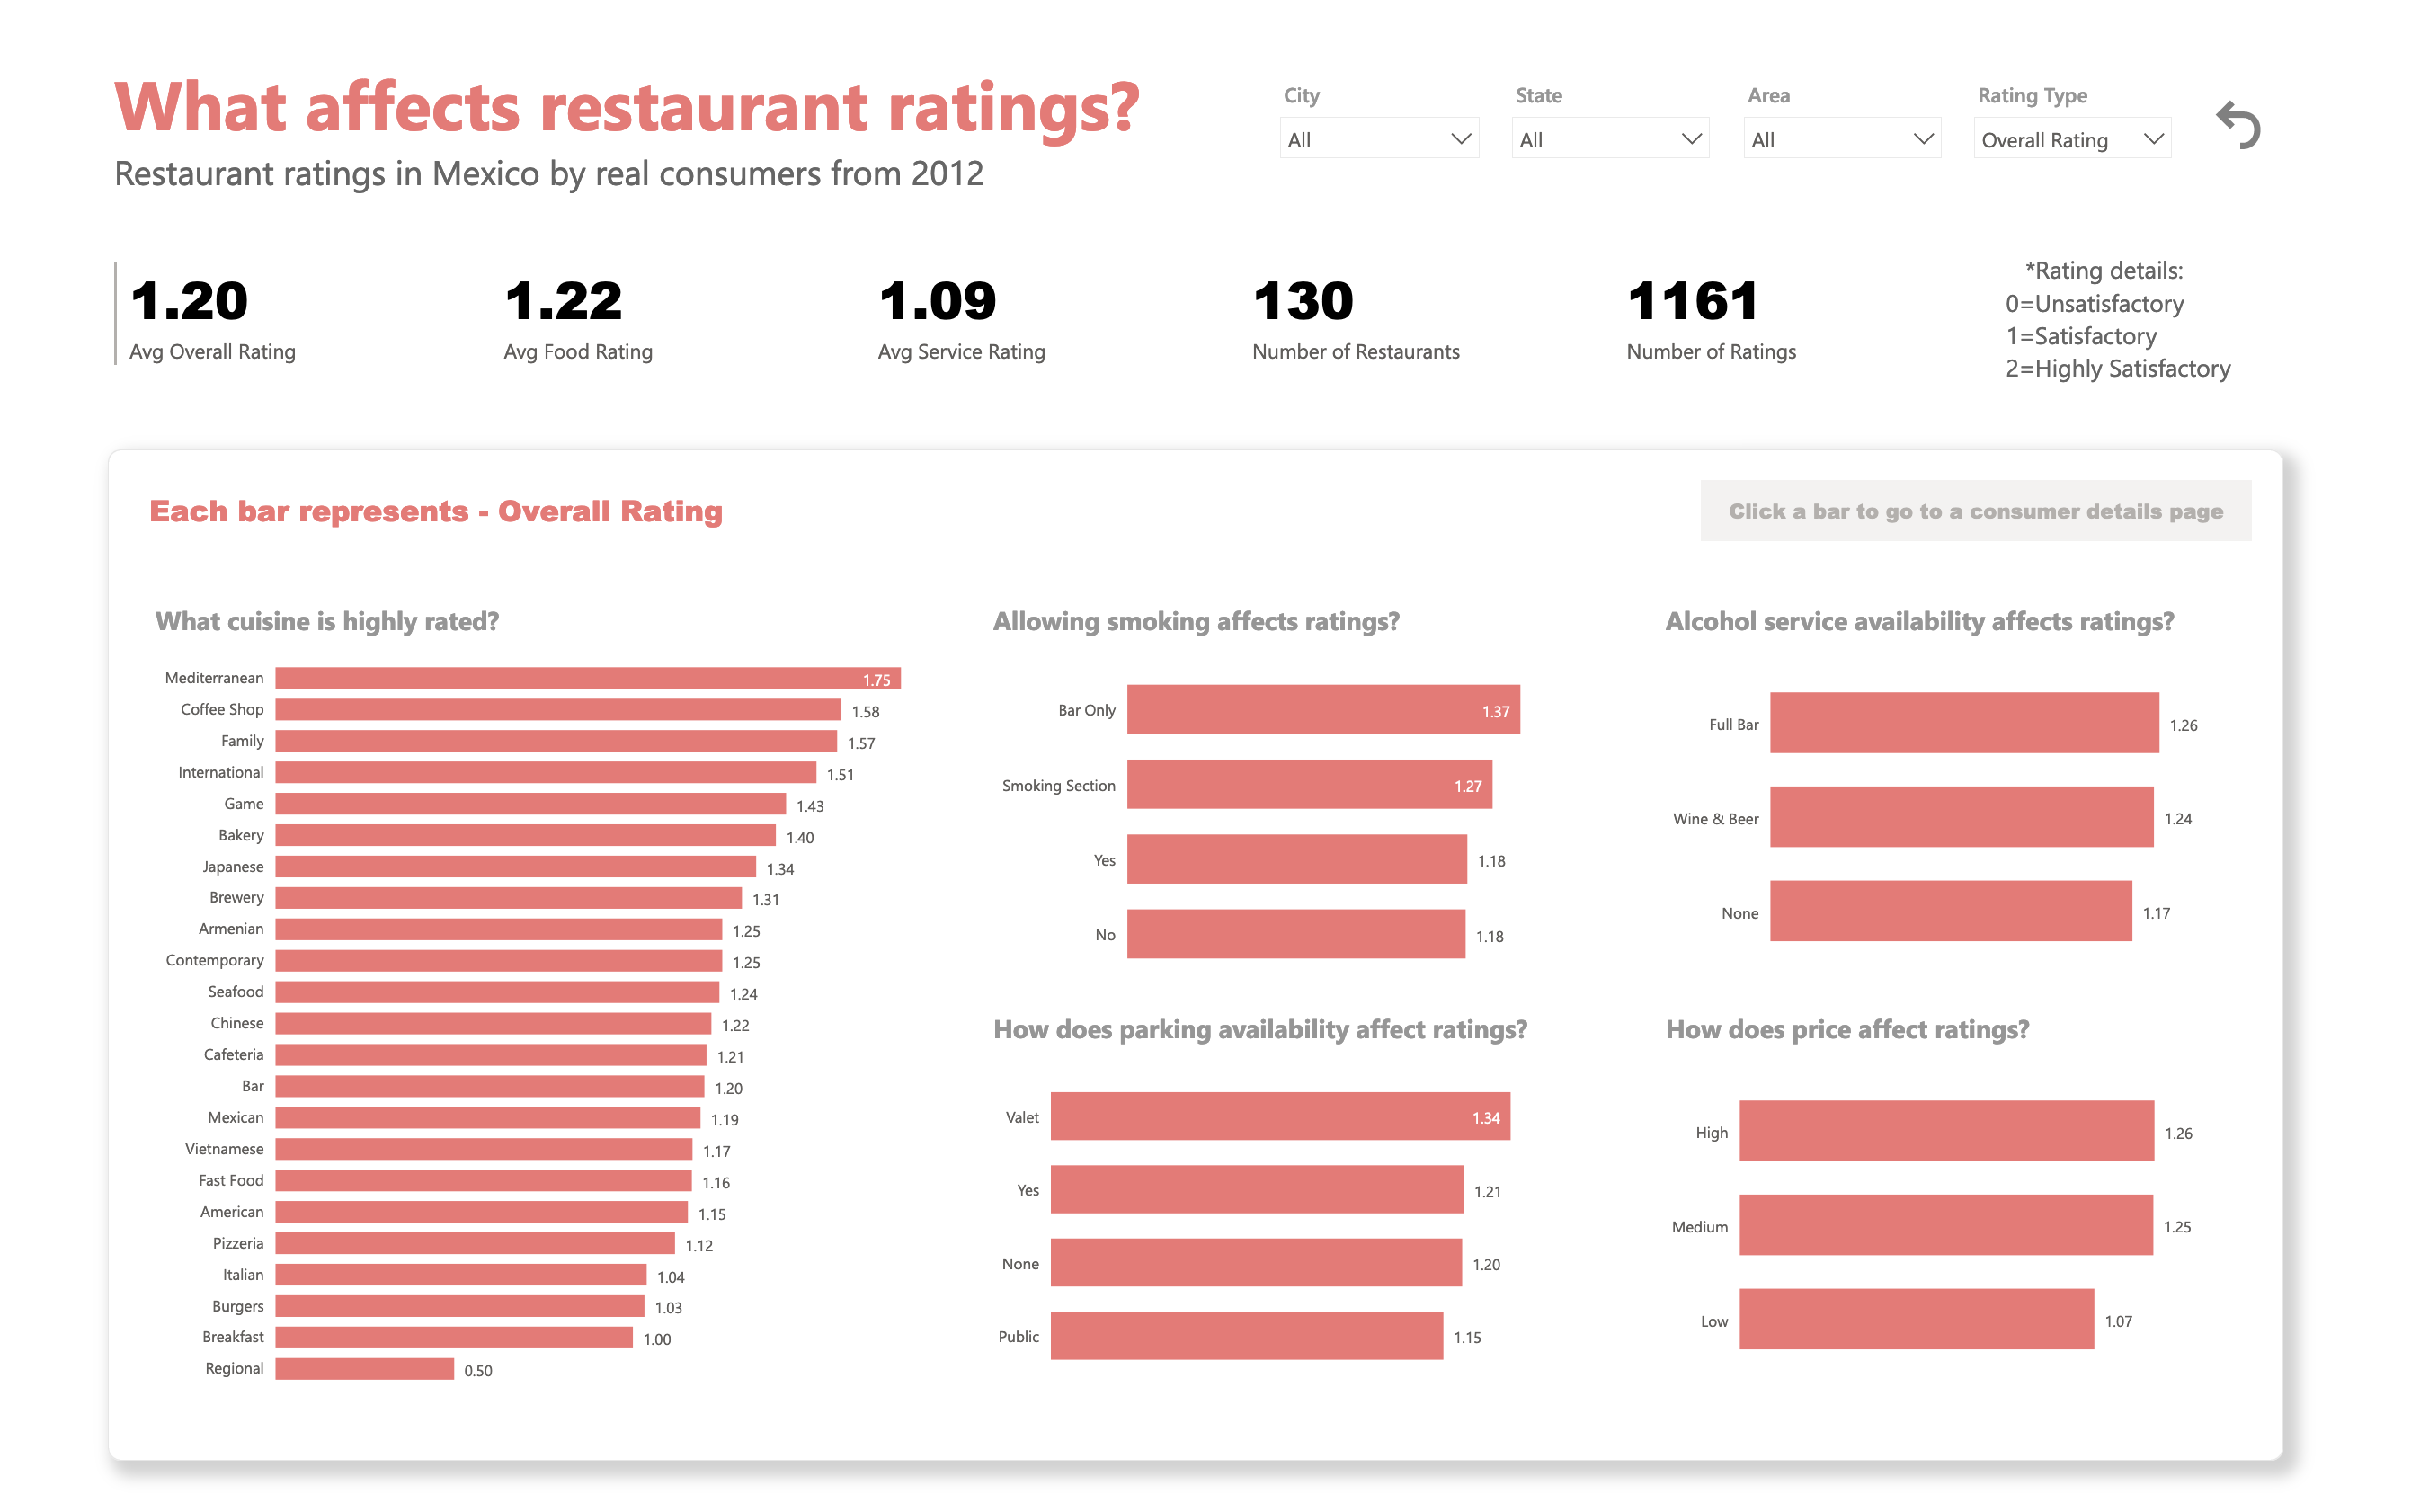 What affects restaurant ratings?
Restaurant ratings in Mexico by real consumers from 2012
City
All
State
All
Area
All
Rating Type
Overall Rating
1.20
Avg Overall Rating
1.22
Avg Food Rating
1.09
Avg Service Rating
130
Number of Restaurants
1161
Number of Ratings
*Rating details:
0=Unsatisfactory
1=Satisfactory
2=Highly Satisfactory
Each bar represents - Overall Rating
Click a bar to go to a consumer details page
What cuisine is highly rated?
Mediterranean 1.75
Coffee Shop 1.58
Family 1.57
International 1.51
Game 1.43
Bakery 1.40
Japanese 1.34
Brewery 1.31
Armenian 1.25
Contemporary 1.25
Seafood 1.24
Chinese 1.22
Cafeteria 1.21
Bar 1.20
Mexican 1.19
Vietnamese 1.17
Fast Food 1.16
American 1.15
Pizzeria 1.12
Italian 1.04
Burgers 1.03
Breakfast 1.00
Regional 0.50
Allowing smoking affects ratings?
Bar Only 1.37
Smoking Section 1.27
Yes 1.18
No 1.18
Alcohol service availability affects ratings?
Full Bar 1.26
Wine & Beer 1.24
None 1.17
How does parking availability affect ratings?
Valet 1.34
Yes 1.21
None 1.20
Public 1.15
How does price affect ratings?
High 1.26
Medium 1.25
Low 1.07